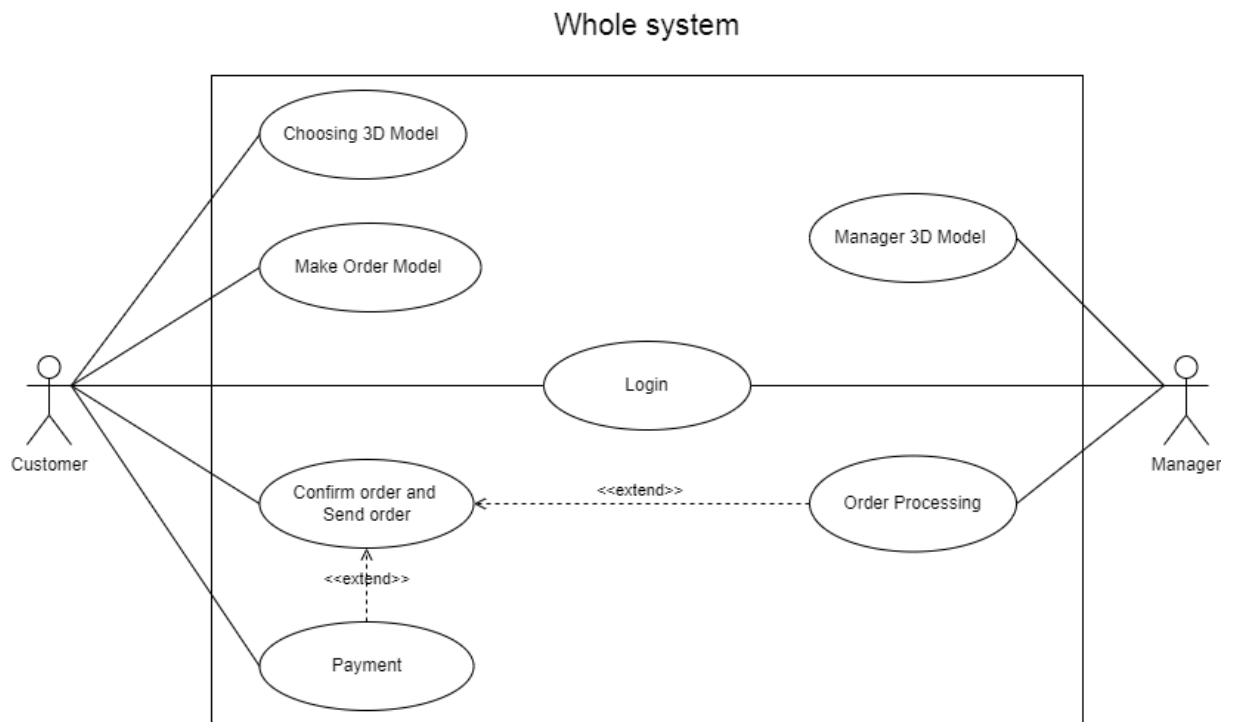 Whole system
Choosing 3D Model
Manager 3D Model
Make Order Model
Login
Customer
Manager
Confirm order and
Send order
<<extend>>
Order Processing
<<extend>>
Payment